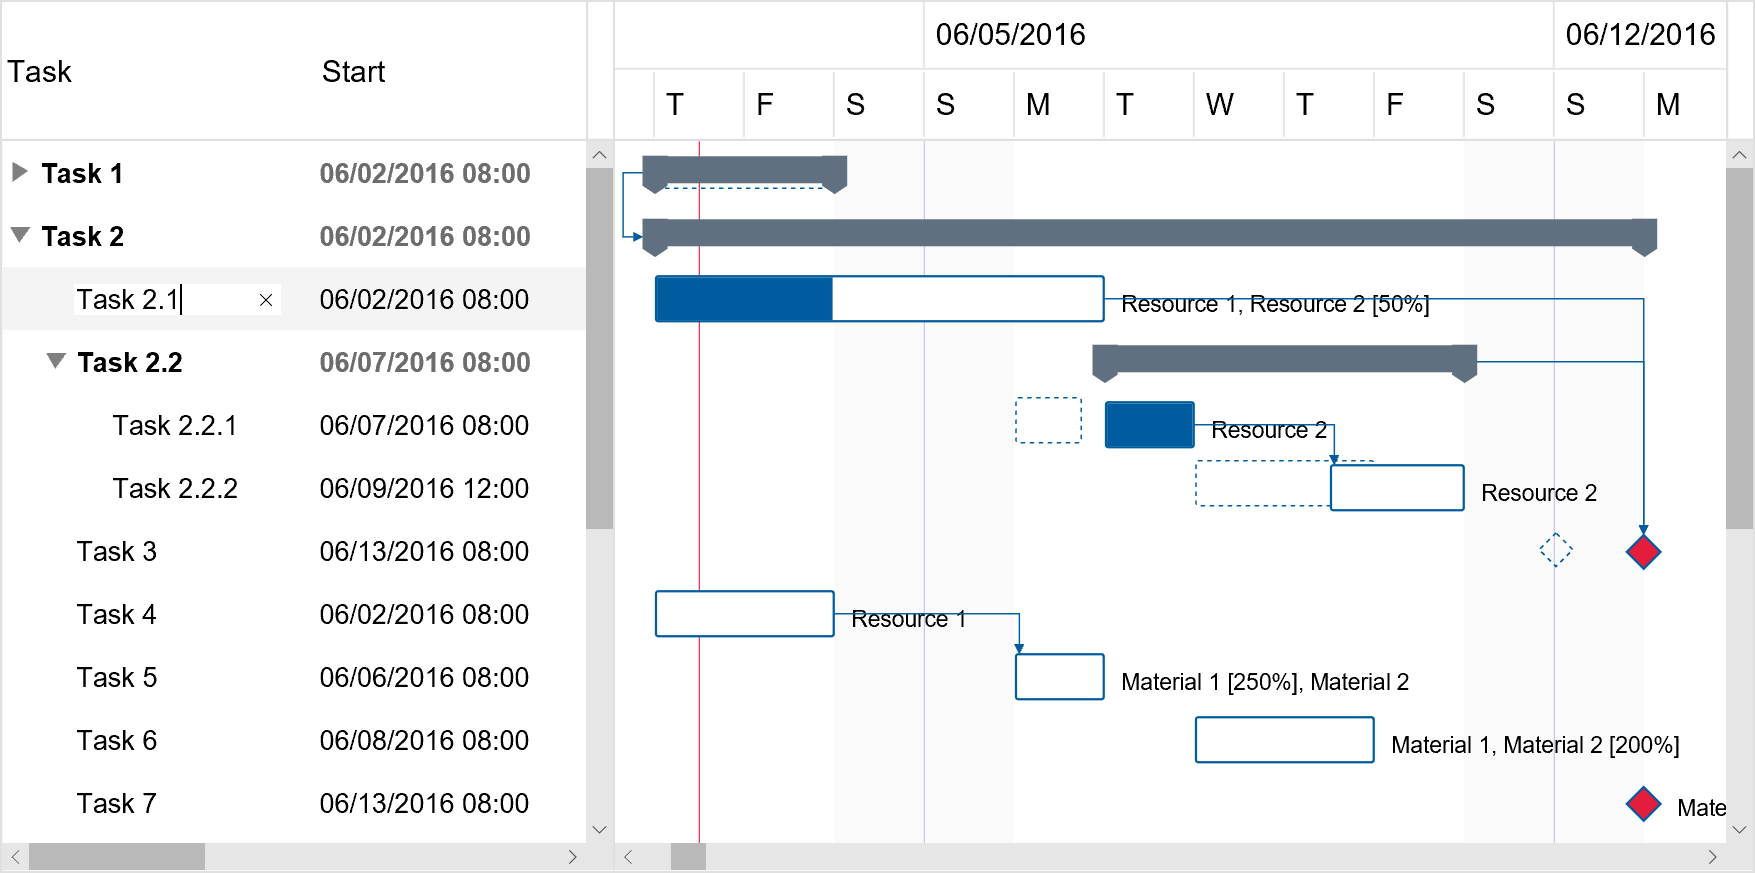 Task Start
06/05/2016 06/12/2016
T F S S M T W T F S S M
Task 1 06/02/2016 08:00
Task 2 06/02/2016 08:00
Task 2.1 06/02/2016 08:00 Resource 1, Resource 2 [50%]
Task 2.2 06/07/2016 08:00
Task 2.2.1 06/07/2016 08:00 Resource 2
Task 2.2.2 06/09/2016 12:00 Resource 2
Task 3 06/13/2016 08:00
Task 4 06/02/2016 08:00 Resource 1
Task 5 06/06/2016 08:00 Material 1 [250%], Material 2
Task 6 06/08/2016 08:00 Material 1, Material 2 [200%]
Task 7 06/13/2016 08:00 Mate